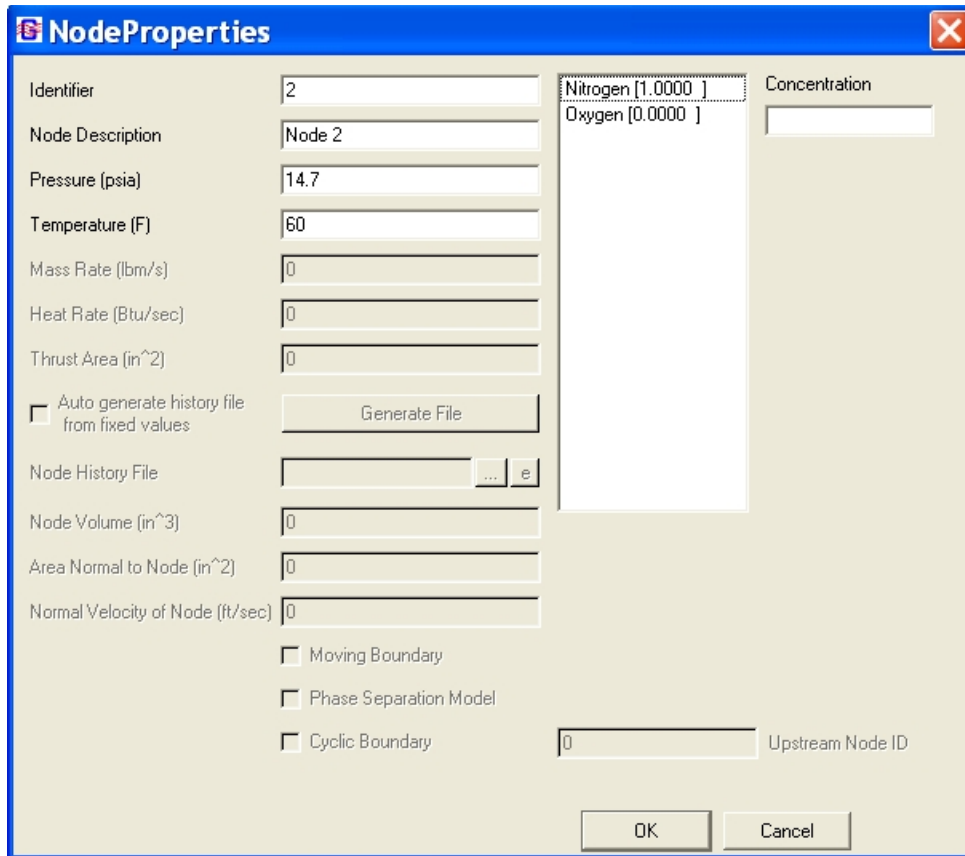 NodeProperties
Identifier 2 Nitrogen [1.0000 ] Concentration
Node Description Node 2 Oxygen [0.0000 ]
Pressure (psia) 14.7
Temperature (F) 60
Mass Rate (lbm/s) 0
Heat Rate (Btu/sec) 0
Thrust Area (in^2) 0
Auto generate history file
from fixed values Generate File
Node History File ... e
Node Volume (in^3) 0
Area Normal to Node (in^2) 0
Normal Velocity of Node (ft/sec) 0
Moving Boundary
Phase Separation Model
Cyclic Boundary 0 Upstream Node ID
OK Cancel